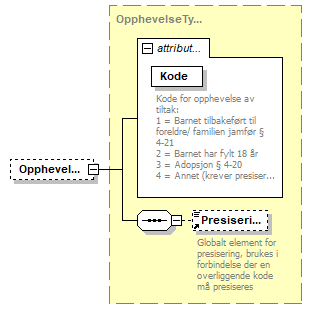 OpphevelseTy...
attribut...
Kode
Kode for opphevelse av
tiltak:
1 = Barnet tilbakeført til
foreldre/ familien jamfør §
4-21
2 = Barnet har fylt 18 år
3 = Adopsjon § 4-20
4 = Annet (krever presiser...
Opphevel...
Presiseri...
Globalt element for
presisering, brukes i
forbindelse der en
overliggende kode
må presiseres